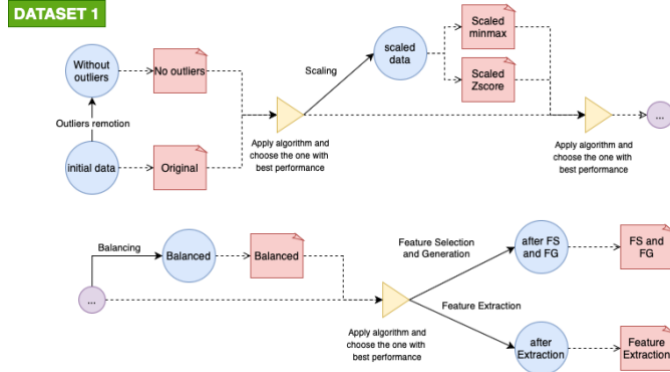 DATASET 1
Without
outliers
No outliers
Outliers remotion
initial data
Original
Apply algorithm and
choose the one with
best performance
Scaling
scaled
data
Scaled
minmax
Scaled
Zscore
Apply algorithm and
choose the one with
best performance
...
Balancing
Balanced
Balanced
...
Apply algorithm and
choose the one with
best performance
Feature Selection
and Generation
after FS
and FG
FS and
FG
Feature Extraction
after
Extraction
Feature
Extraction